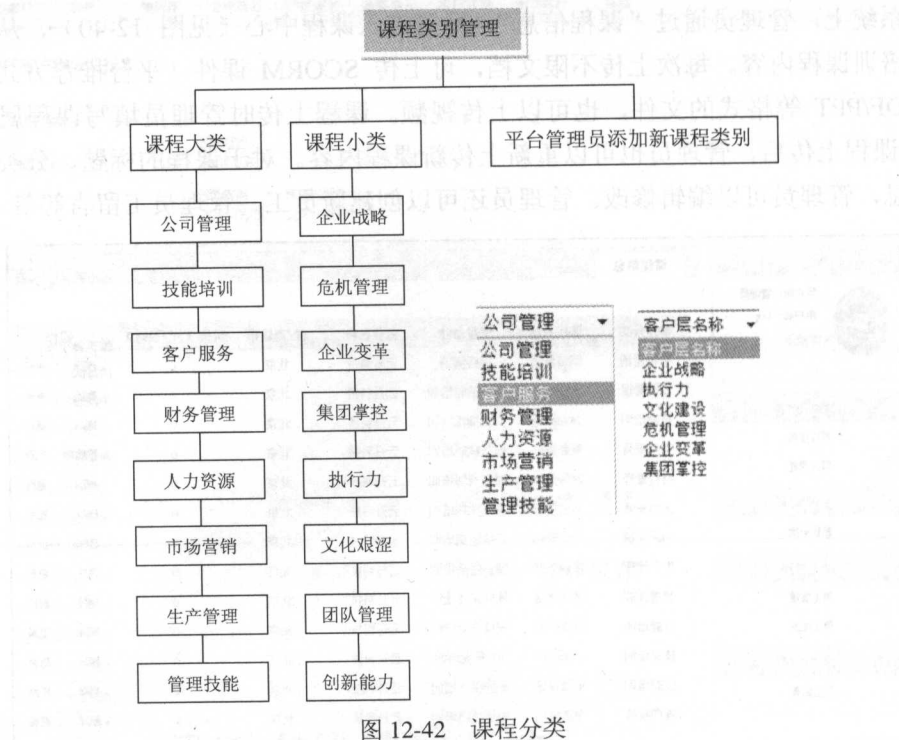 课程类别管理
课程大类
课程小类
平台管理员添加新课程类别
公司管理
技能培训
客户服务
财务管理
人力资源
市场营销
生产管理
管理技能
企业战略
危机管理
企业变革
集团掌控
执行力
文化艰涩
团队管理
创新能力
公司管理
公司管理
技能培训
客户服务
财务管理
人力资源
市场营销
生产管理
管理技能
客户层名称
客户层名称
企业战略
执行力
文化建设
危机管理
企业变革
集团掌控
图 12-42 课程分类